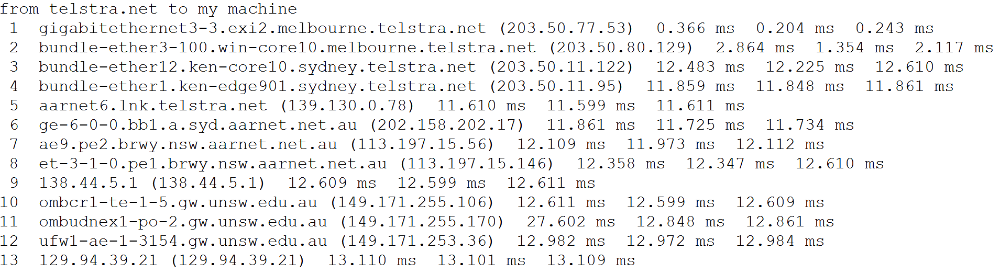 from telstra.net to my machine
1 gigabitethernet3-3.exi2.melbourne.telstra.net (203.50.77.53) 0.366 ms 0.204 ms 0.243 ms
2 bundle-ether3-100.win-core10.melbourne.telstra.net (203.50.80.129) 2.864 ms 1.354 ms 2.117 ms
3 bundle-ether12.ken-core10.sydney.telstra.net (203.50.11.122) 12.483 ms 12.225 ms 12.610 ms
4 bundle-ether1.ken-edge901.sydney.telstra.net (203.50.11.95) 11.859 ms 11.848 ms 11.861 ms
5 aarnet6.lnk.telstra.net (139.130.0.78) 11.610 ms 11.599 ms 11.611 ms
6 ge-6-0-0.bb1.a.syd.aarnet.net.au (202.158.202.17) 11.861 ms 11.725 ms 11.734 ms
7 ae9.pe2.brwy.nsw.aarnet.net.au (113.197.15.56) 12.109 ms 11.973 ms 12.112 ms
8 et-3-1-0.pe1.brwy.nsw.aarnet.net.au (113.197.15.146) 12.358 ms 12.347 ms 12.610 ms
9 138.44.5.1 (138.44.5.1) 12.609 ms 12.599 ms 12.611 ms
10 ombcr1-te-1-5.gw.unsw.edu.au (149.171.255.106) 12.611 ms 12.599 ms 12.609 ms
11 ombudnex1-po-2.gw.unsw.edu.au (149.171.255.170) 27.602 ms 12.848 ms 12.861 ms
12 ufw1-ae-1-3154.gw.unsw.edu.au (149.171.253.36) 12.982 ms 12.972 ms 12.984 ms
13 129.94.39.21 (129.94.39.21) 13.110 ms 13.101 ms 13.109 ms